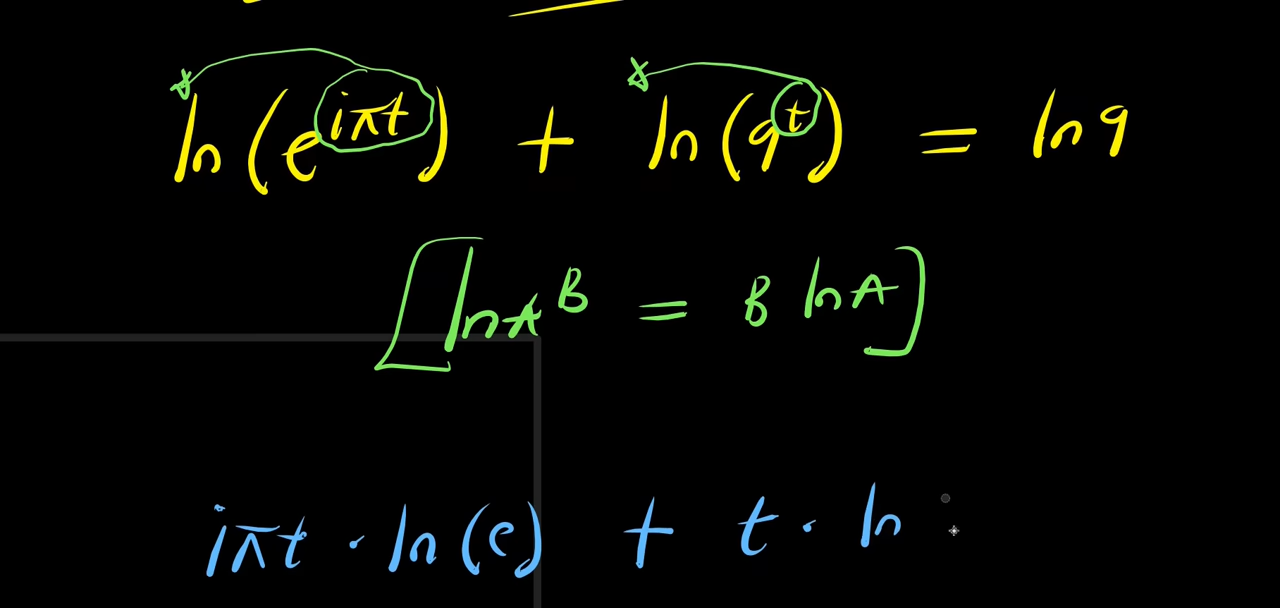 ln(e^{iπt}) + ln(9^t) = ln 9
[ln A^B = B ln A]
iπt · ln(e) + t · ln